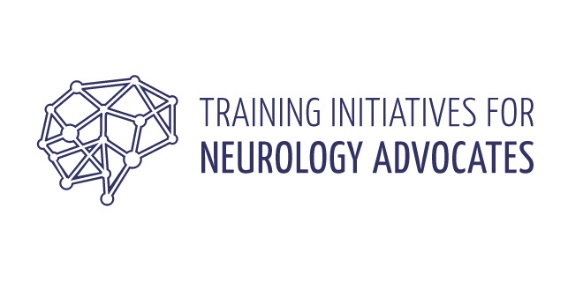 TRAINING INITIATIVES FOR
NEUROLOGY ADVOCATES